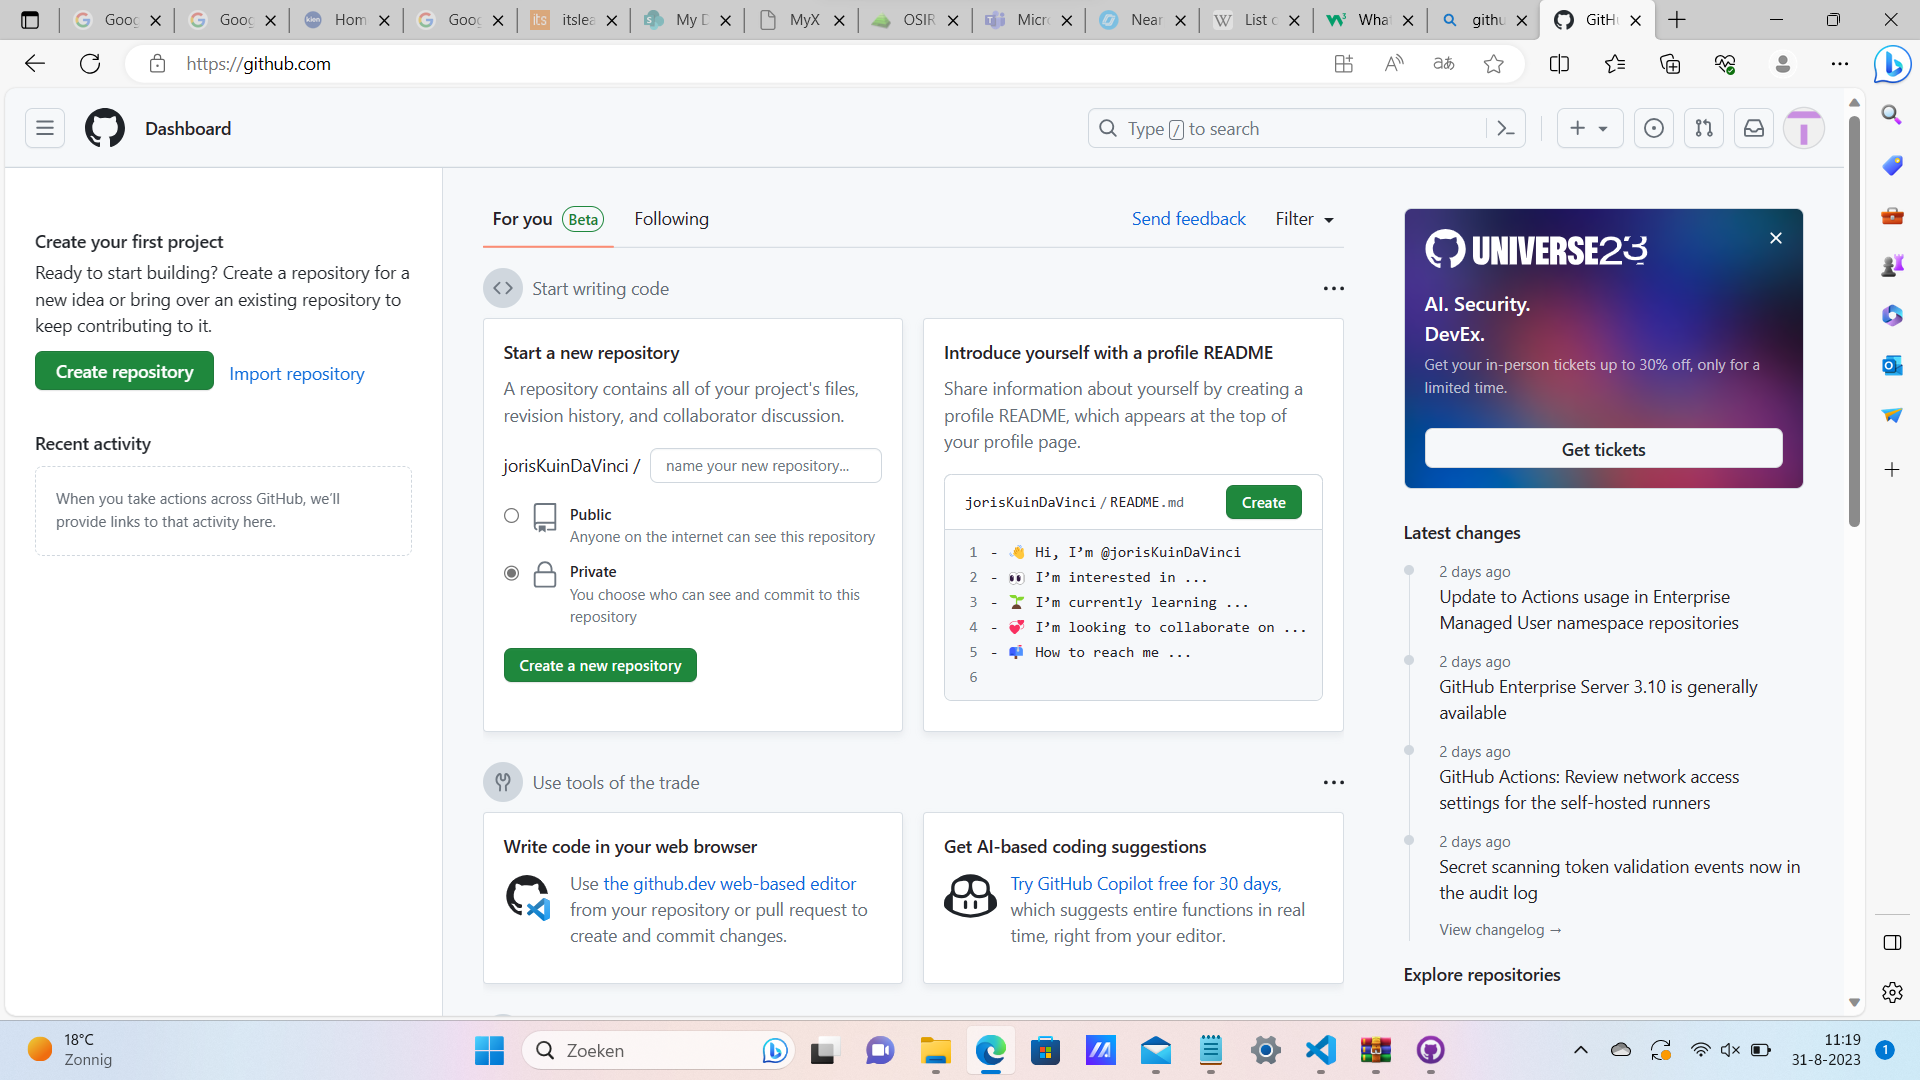 Goog
Goog
Hom
Goog
itslea
My D
MyX
OSIR
Micro
Near
List o
What
githu
GitHu
https://github.com
Dashboard
Type / to search
Create your first project
Ready to start building? Create a repository for a
new idea or bring over an existing repository to
keep contributing to it.
Create repository
Import repository
Recent activity
When you take actions across GitHub, we’ll
provide links to that activity here.
For you Beta
Following
Send feedback
Filter
Start writing code
Start a new repository
A repository contains all of your project's files,
revision history, and collaborator discussion.
jorisKuinDaVinci /
name your new repository...
Public
Anyone on the internet can see this repository
Private
You choose who can see and commit to this
repository
Create a new repository
Introduce yourself with a profile README
Share information about yourself by creating a
profile README, which appears at the top of
your profile page.
jorisKuinDaVinci / README.md
Create
1 - 👋 Hi, I’m @jorisKuinDaVinci
2 - 👀 I’m interested in ...
3 - 🌱 I’m currently learning ...
4 - 💞️ I’m looking to collaborate on ...
5 - 📫 How to reach me ...
6
Use tools of the trade
Write code in your web browser
Use the github.dev web-based editor
from your repository or pull request to
create and commit changes.
Get AI-based coding suggestions
Try GitHub Copilot free for 30 days,
which suggests entire functions in real
time, right from your editor.
UNIVERSE23
AI. Security.
DevEx.
Get your in-person tickets up to 30% off, only for a
limited time.
Get tickets
Latest changes
2 days ago
Update to Actions usage in Enterprise
Managed User namespace repositories
2 days ago
GitHub Enterprise Server 3.10 is generally
available
2 days ago
GitHub Actions: Review network access
settings for the self-hosted runners
2 days ago
Secret scanning token validation events now in
the audit log
View changelog →
Explore repositories
18°C
Zonnig
Zoeken
11:19
31-8-2023
1